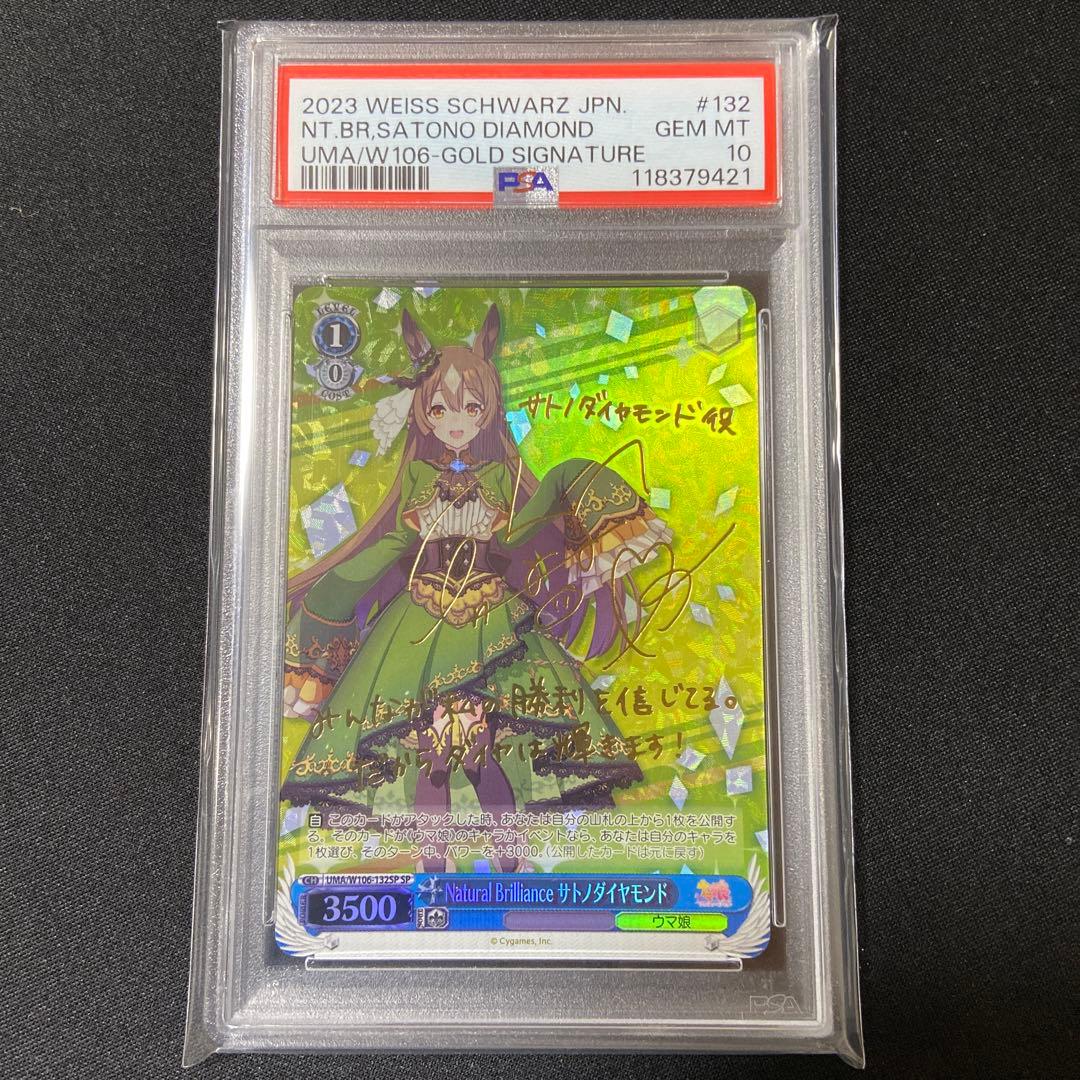 2023 WEISS SCHWARZ JPN. #132
NT.BR,SATONO DIAMOND GEM MT
UMA/W106-GOLD SIGNATURE 10
PSA 118379421
LEVEL
1
0
COST
サトノダイヤモンド役
みんなが私の勝利を信じてる。
だからダイヤは輝きます!
自 このカードがアタックした時、あなたは自分の山札の上から1枚を公開す
る。そのカードが《ウマ娘》のキャラかイベントなら、あなたは自分のキャラを
1枚選び、そのターン中、パワーを+3000。(公開したカードは元に戻す)
CH UMA/W106-132SP SP
Natural Brilliance サトノダイヤモンド
POWER 3500 SOUL
ウマ娘
© Cygames, Inc.
PSA